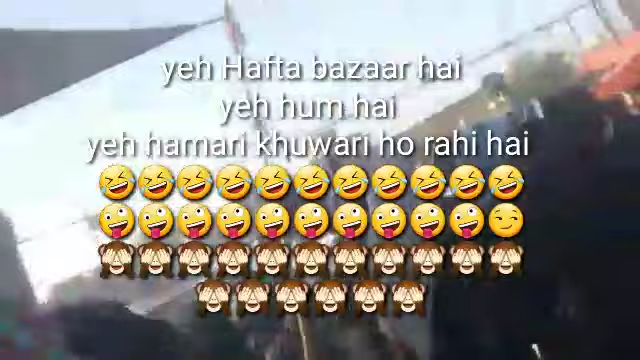 yeh Hafta bazaar hai
yeh hum hai
yeh hamari khuwari ho rahi hai
🤣🤣🤣🤣🤣🤣🤣🤣🤣🤣🤣
🤪🤪🤪🤪🤪🤪🤪🤪🤪🤪😏
🙈🙈🙈🙈🙈🙈🙈🙈🙈🙈🙈
🙈🙈🙈🙈🙈🙈